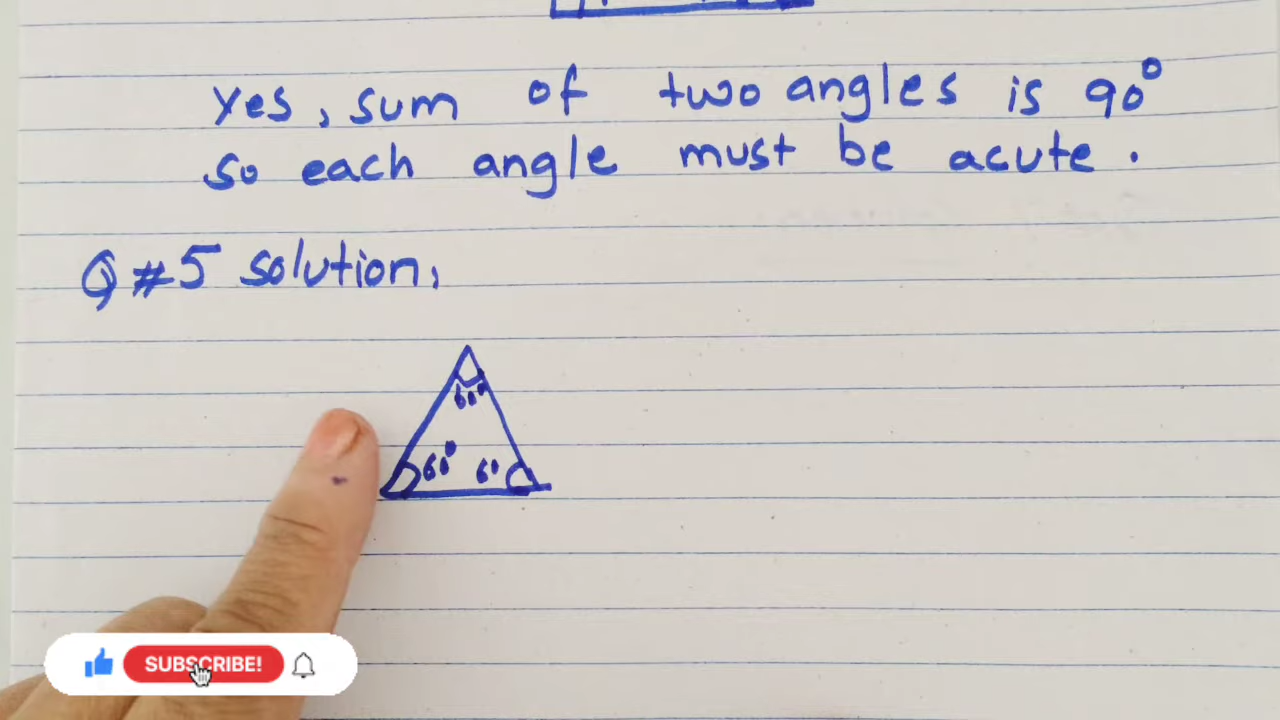 Yes, sum of two angles is 90°
so each angle must be acute.
Q #5 solution,
60°
60° 60
SUBSCRIBE!